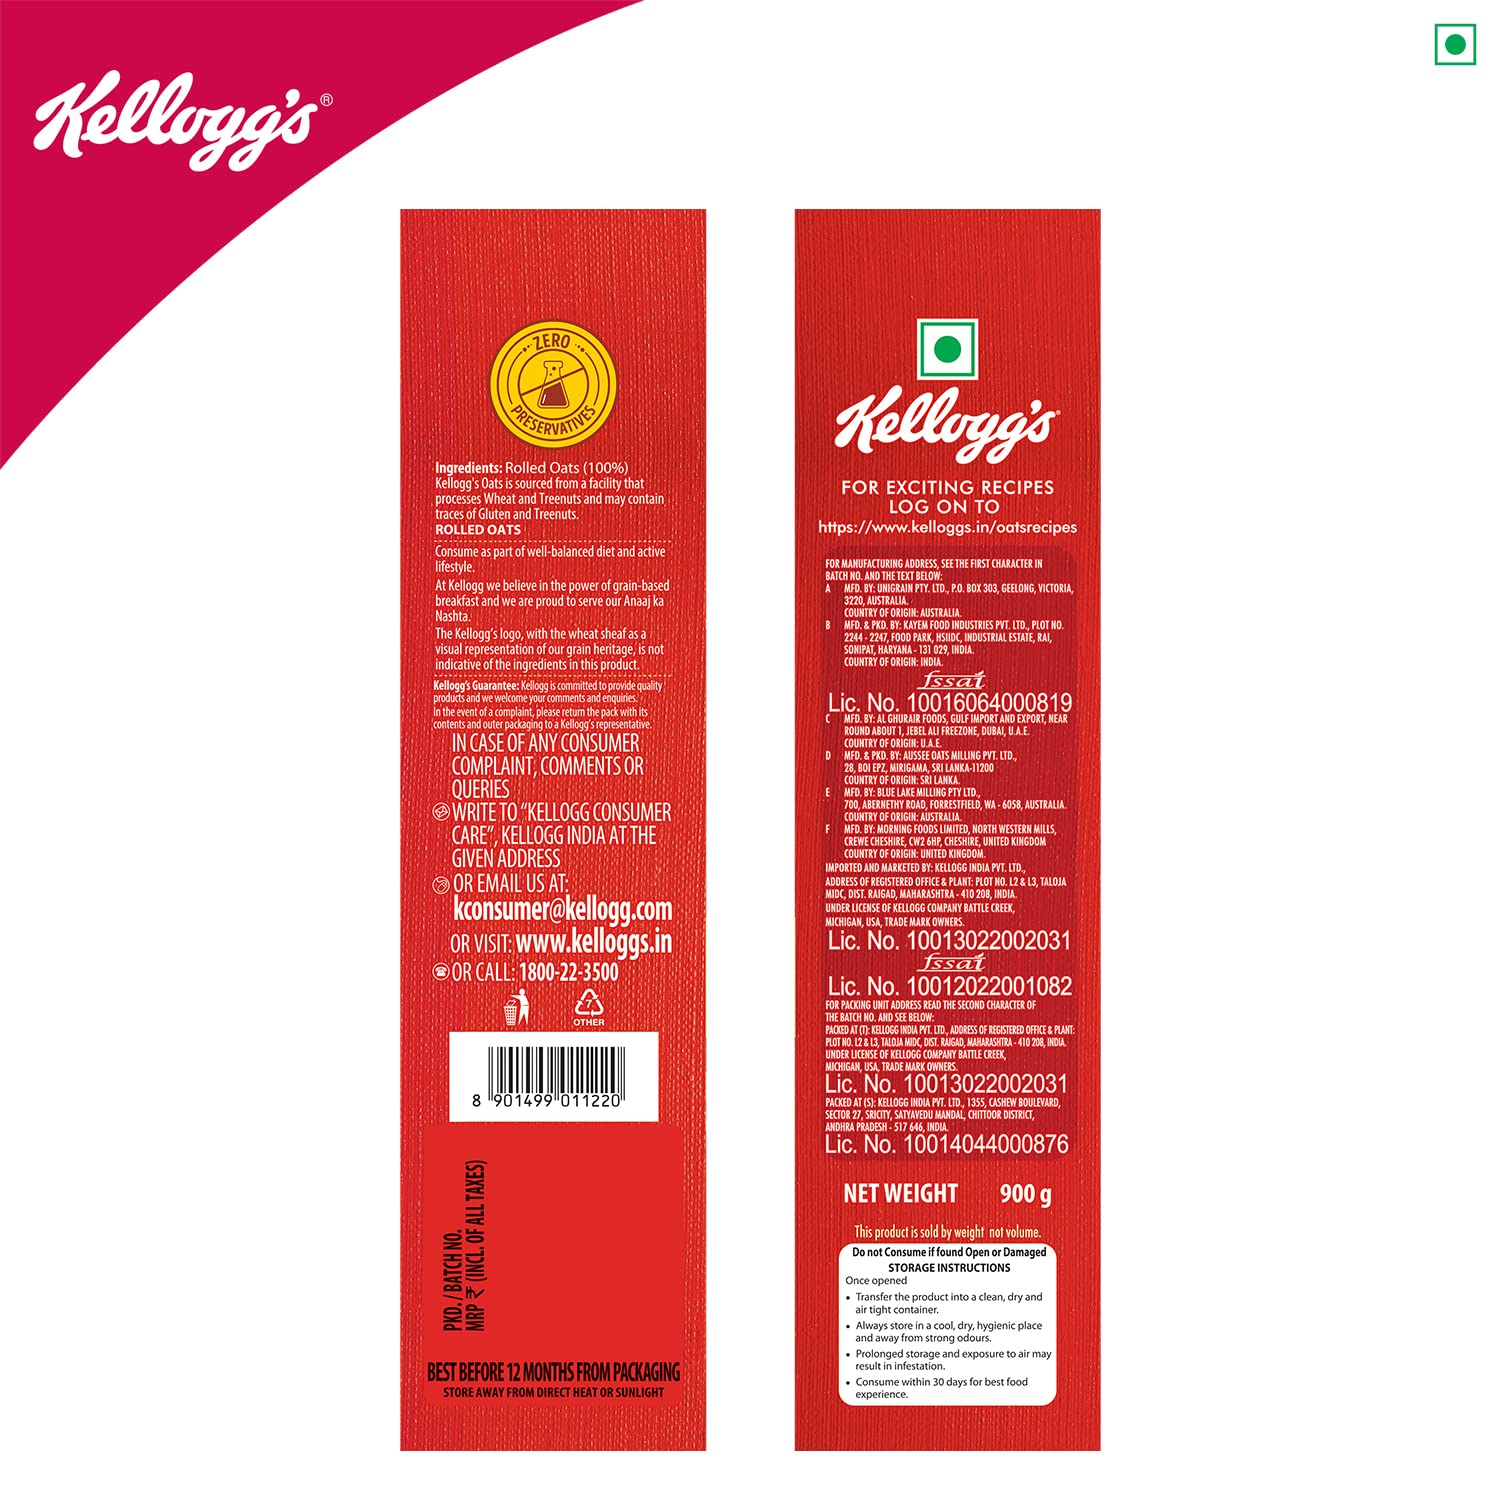 Kellogg's®
ZERO
PRESERVATIVES
Ingredients: Rolled Oats (100%)
Kellogg's Oats is sourced from a facility that
processes Wheat and Treenuts and may contain
traces of Gluten and Treenuts.
ROLLED OATS
Consume as part of well-balanced diet and active
lifestyle.
At Kellogg we believe in the power of grain-based
breakfast and we are proud to serve our Anaaj ka
Nashta.
The Kellogg's logo, with the wheat sheaf as a
visual representation of our grain heritage, is not
indicative of the ingredients in this product.
Kellogg's Guarantee: Kellogg is committed to provide quality
products and we welcome your comments and enquiries.
In the event of a complaint, please return the pack with its
contents and outer packaging to a Kellogg's representative.
IN CASE OF ANY CONSUMER
COMPLAINT, COMMENTS OR
QUERIES
WRITE TO “KELLOGG CONSUMER
CARE”, KELLOGG INDIA AT THE
GIVEN ADDRESS
OR EMAIL US AT:
kconsumer@kellogg.com
OR VISIT: www.kelloggs.in
OR CALL: 1800-22-3500
7
OTHER
8 901499 011220
PKD. / BATCH NO.
MRP ₹ (INCL. OF ALL TAXES)
BEST BEFORE 12 MONTHS FROM PACKAGING
STORE AWAY FROM DIRECT HEAT OR SUNLIGHT
Kellogg's
FOR EXCITING RECIPES
LOG ON TO
https://www.kelloggs.in/oatsrecipes
FOR MANUFACTURING ADDRESS, SEE THE FIRST CHARACTER IN
BATCH NO. AND THE TEXT BELOW:
A MFD. BY: UNIGRAIN PTY. LTD., P.O. BOX 303, GEELONG, VICTORIA,
3220, AUSTRALIA.
COUNTRY OF ORIGIN: AUSTRALIA.
B MFD. & PKD. BY: KAYEM FOOD INDUSTRIES PVT. LTD., PLOT NO.
2244 - 2247, FOOD PARK, HSIIDC, INDUSTRIAL ESTATE, RAI,
SONIPAT, HARYANA - 131 029, INDIA.
COUNTRY OF ORIGIN: INDIA.
fssai
Lic. No. 10016064000819
C MFD. BY: AL GHURAIR FOODS, GULF IMPORT AND EXPORT, NEAR
ROUND ABOUT 1, JEBEL ALI FREEZONE, DUBAI, U.A.E.
COUNTRY OF ORIGIN: U.A.E.
D MFD. & PKD. BY: AUSSEE OATS MILLING PVT. LTD.,
28, BOI EPZ, MIRIGAMA, SRI LANKA-11200
COUNTRY OF ORIGIN: SRI LANKA.
E MFD. BY: BLUE LAKE MILLING PTY LTD.,
700, ABERNETHY ROAD, FORRESTFIELD, WA - 6058, AUSTRALIA.
COUNTRY OF ORIGIN: AUSTRALIA.
F MFD. BY: MORNING FOODS LIMITED, NORTH WESTERN MILLS,
CREWE CHESHIRE, CW2 6HP, CHESHIRE, UNITED KINGDOM
COUNTRY OF ORIGIN: UNITED KINGDOM.
IMPORTED AND MARKETED BY: KELLOGG INDIA PVT. LTD.,
ADDRESS OF REGISTERED OFFICE & PLANT: PLOT NO. L2 & L3, TALOJA
MIDC, DIST. RAIGAD, MAHARASHTRA - 410 208, INDIA.
UNDER LICENSE OF KELLOGG COMPANY BATTLE CREEK,
MICHIGAN, USA, TRADE MARK OWNERS.
Lic. No. 10013022002031
fssai
Lic. No. 10012022001082
FOR PACKING UNIT ADDRESS READ THE SECOND CHARACTER OF
THE BATCH NO. AND SEE BELOW:
PACKED AT (T): KELLOGG INDIA PVT. LTD., ADDRESS OF REGISTERED OFFICE & PLANT:
PLOT NO. L2 & L3, TALOJA MIDC, DIST. RAIGAD, MAHARASHTRA - 410 208, INDIA.
UNDER LICENSE OF KELLOGG COMPANY BATTLE CREEK,
MICHIGAN, USA, TRADE MARK OWNERS.
Lic. No. 10013022002031
PACKED AT (S): KELLOGG INDIA PVT. LTD., 1355, CASHEW BOULEVARD,
SECTOR 27, SRICITY, SATYAVEDU MANDAL, CHITTOOR DISTRICT,
ANDHRA PRADESH - 517 646, INDIA.
Lic. No. 10014044000876
NET WEIGHT 900 g
This product is sold by weight not volume.
Do not Consume if found Open or Damaged
STORAGE INSTRUCTIONS
Once opened
• Transfer the product into a clean, dry and
air tight container.
• Always store in a cool, dry, hygienic place
and away from strong odours.
• Prolonged storage and exposure to air may
result in infestation.
• Consume within 30 days for best food
experience.